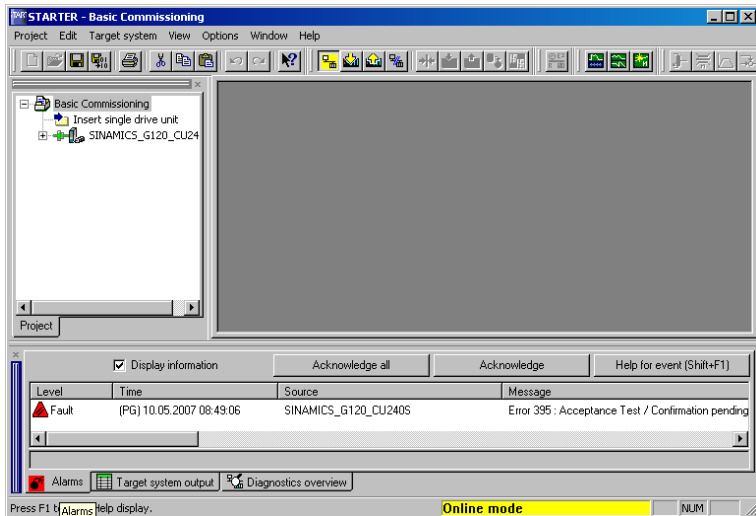 STARTER - Basic Commissioning
Project Edit Target system View Options Window Help
Basic Commissioning
Insert single drive unit
SINAMICS_G120_CU24
Project
Display information Acknowledge all Acknowledge Help for event (Shift+F1)
Level Time Source Message
Fault (PG) 10.05.2007 08:49:06 SINAMICS_G120_CU240S Error 395 : Acceptance Test / Confirmation pending
Alarms Target system output Diagnostics overview
Press F1 t Alarms Help display. Online mode NUM